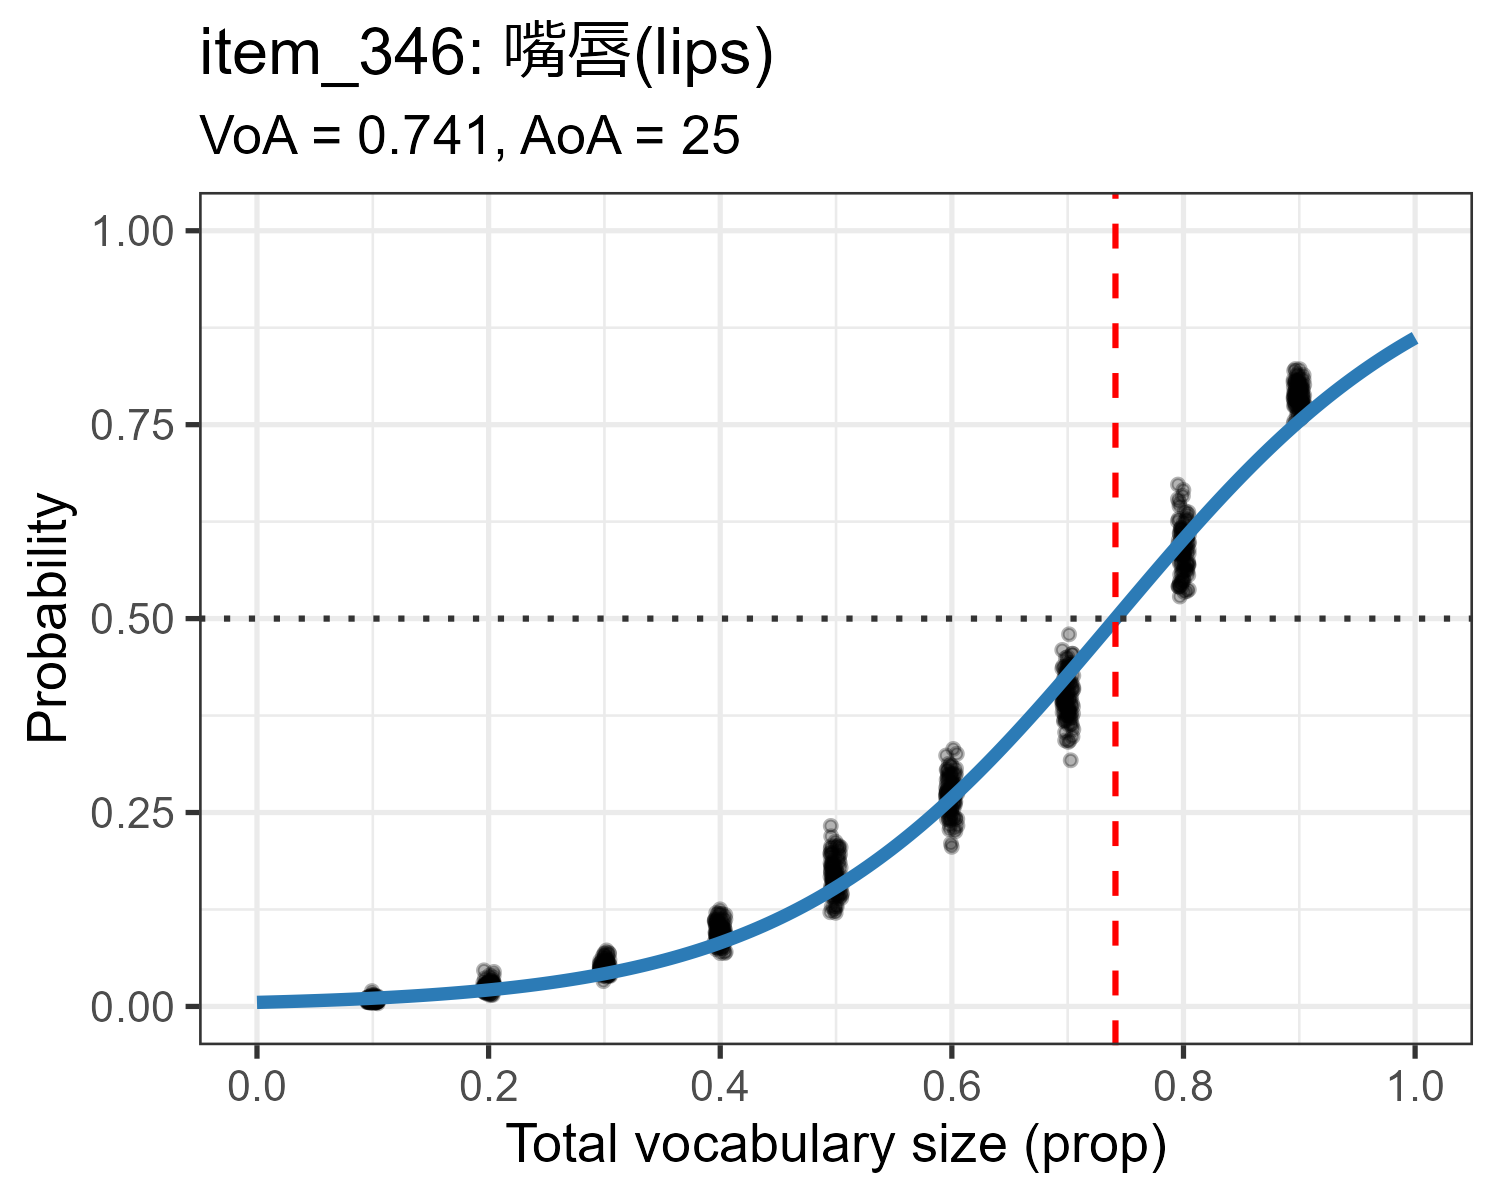 item_346: 嘴唇(lips)
VoA = 0.741, AoA = 25
1.00
0.75
0.50
0.25
0.00
Probability
0.0 0.2 0.4 0.6 0.8 1.0
Total vocabulary size (prop)